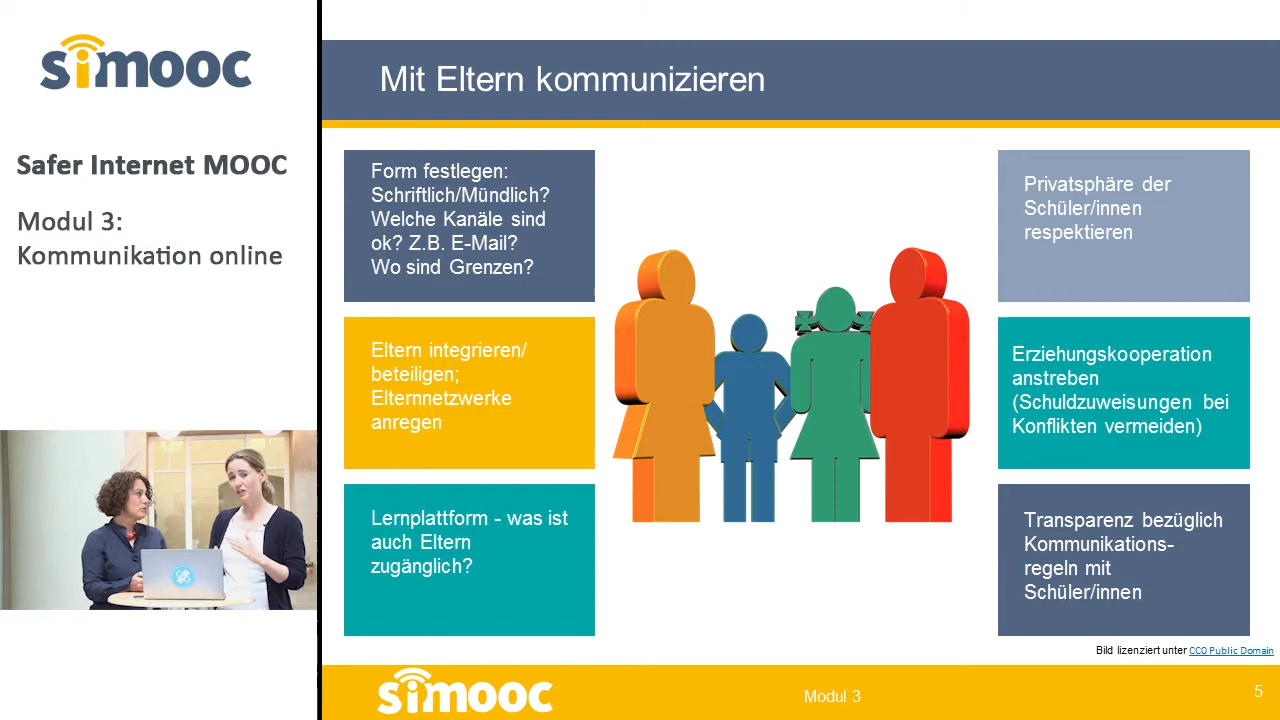 simooc
Safer Internet MOOC
Modul 3:
Kommunikation online
Mit Eltern kommunizieren
Form festlegen:
Schriftlich/Mündlich?
Welche Kanäle sind
ok? Z.B. E-Mail?
Wo sind Grenzen?
Eltern integrieren/
beteiligen;
Elternnetzwerke
anregen
Lernplattform - was ist
auch Eltern
zugänglich?
Privatsphäre der
Schüler/innen
respektieren
Erziehungskooperation
anstreben
(Schuldzuweisungen bei
Konflikten vermeiden)
Transparenz bezüglich
Kommunikations-
regeln mit
Schüler/innen
Bild lizenziert unter CC0 Public Domain
simooc
Modul 3
5